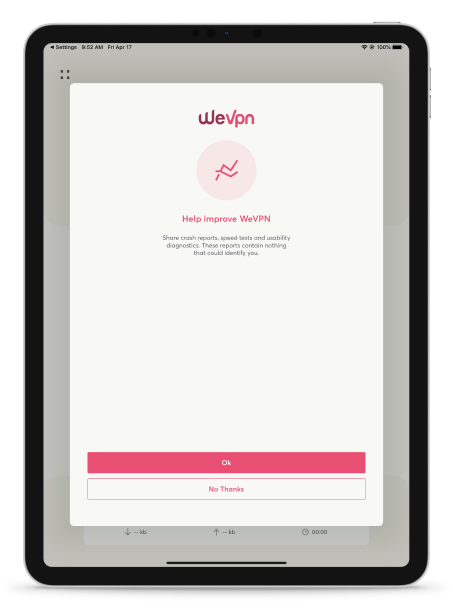 Settings 9:52 AM Fri Apr 17 100%
WeVpn
Help improve WeVPN
Share crash reports, speed tests and usability
diagnostics. These reports contain nothing
that could identify you.
Ok
No Thanks
-- kb -- kb 00:00